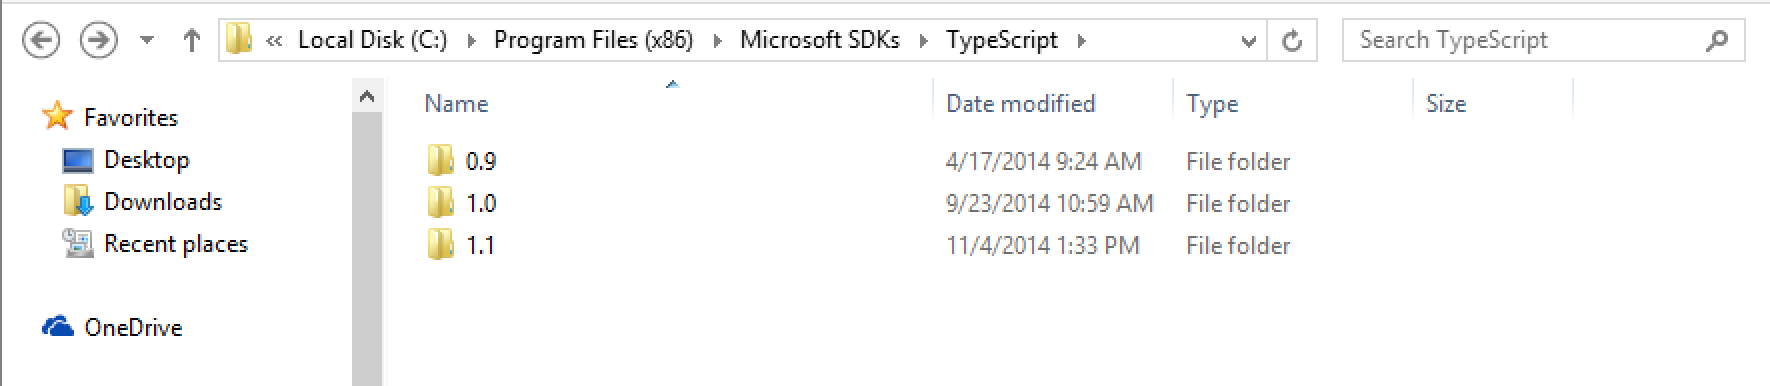 « Local Disk (C:) Program Files (x86) Microsoft SDKs TypeScript Search TypeScript
Favorites
Desktop
Downloads
Recent places
OneDrive
Name Date modified Type Size
0.9 4/17/2014 9:24 AM File folder
1.0 9/23/2014 10:59 AM File folder
1.1 11/4/2014 1:33 PM File folder